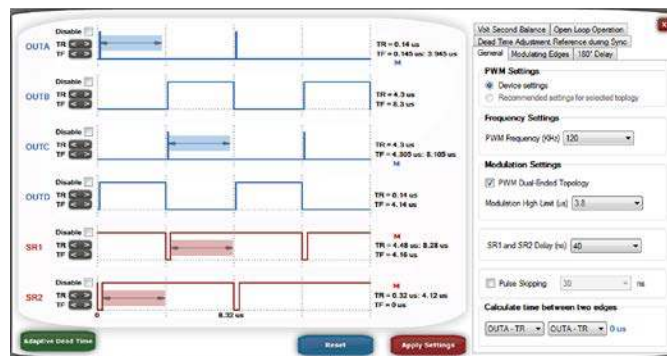 Disable
OUTA
TR < >
TF < >
TR = 0.14 us
TF = 0.145 us: 3.945 us
M
Disable
OUTB
TR < >
TF < >
TR = 4.3 us
TF = 8.3 us
Disable
OUTC
TR < >
TF < >
TR = 4.3 us
TF = 4.305 us: 8.105 us
M
Disable
OUTD
TR < >
TF < >
TR = 0.14 us
TF = 4.14 us
Disable
SR1
TR < >
TF < >
M
TR = 4.48 us: 8.28 us
TF = 4.16 us
Disable
SR2
TR < >
TF < >
M
TR = 0.32 us: 4.12 us
TF = 0 us
0
8.32 us
Adaptive Dead Time
Reset
Apply Settings
Volt Second Balance Open Loop Operation
Dead Time Adjustment Reference during Sync
General Modulating Edges 180° Delay
PWM Settings
Device settings
Recommended settings for selected toplogy
Frequency Settings
PWM Frequency (KHz) 120
Modulation Settings
PWM Dual-Ended Topology
Modulation High Limit (us) 3.8
SR1 and SR2 Delay (ns) 40
Pulse Skipping 30 ns
Calculate time between two edges
OUTA - TR OUTA - TR 0 us